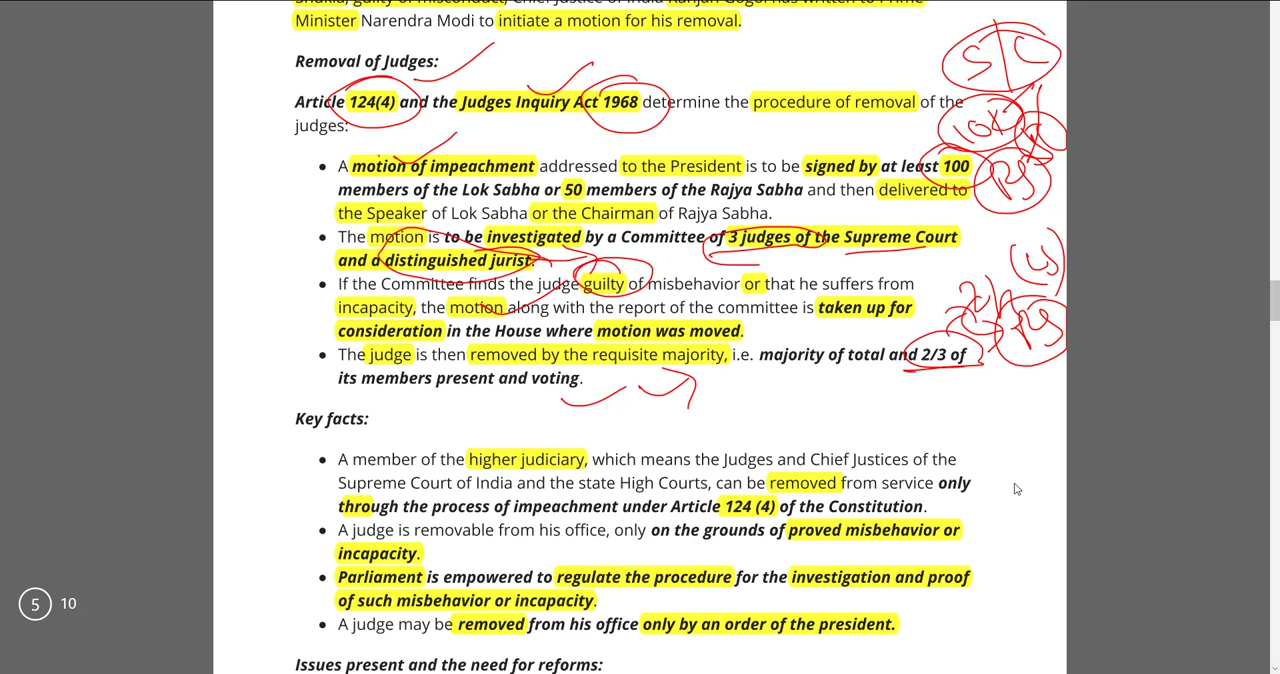 Minister Narendra Modi to initiate a motion for his removal.
Removal of Judges:
Article 124(4) and the Judges Inquiry Act 1968 determine the procedure of removal of the
judges:
• A motion of impeachment addressed to the President is to be signed by at least 100
members of the Lok Sabha or 50 members of the Rajya Sabha and then delivered to
the Speaker of Lok Sabha or the Chairman of Rajya Sabha.
• The motion is to be investigated by a Committee of 3 judges of the Supreme Court
and a distinguished jurist.
• If the Committee finds the judge guilty of misbehavior or that he suffers from
incapacity, the motion along with the report of the committee is taken up for
consideration in the House where motion was moved.
• The judge is then removed by the requisite majority, i.e. majority of total and 2/3 of
its members present and voting.
Key facts:
• A member of the higher judiciary, which means the Judges and Chief Justices of the
Supreme Court of India and the state High Courts, can be removed from service only
through the process of impeachment under Article 124 (4) of the Constitution.
• A judge is removable from his office, only on the grounds of proved misbehavior or
incapacity.
• Parliament is empowered to regulate the procedure for the investigation and proof
of such misbehavior or incapacity.
• A judge may be removed from his office only by an order of the president.
Issues present and the need for reforms:
S C
5 10